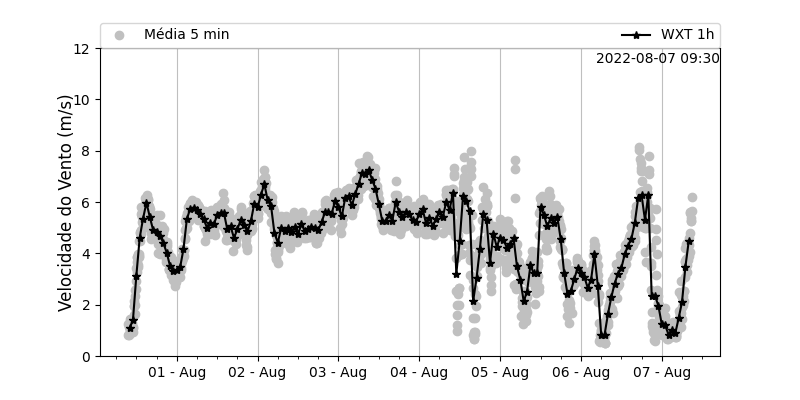 Média 5 min
WXT 1h
2022-08-07 09:30
Velocidade do Vento (m/s)
12
10
8
6
4
2
0
01 - Aug
02 - Aug
03 - Aug
04 - Aug
05 - Aug
06 - Aug
07 - Aug